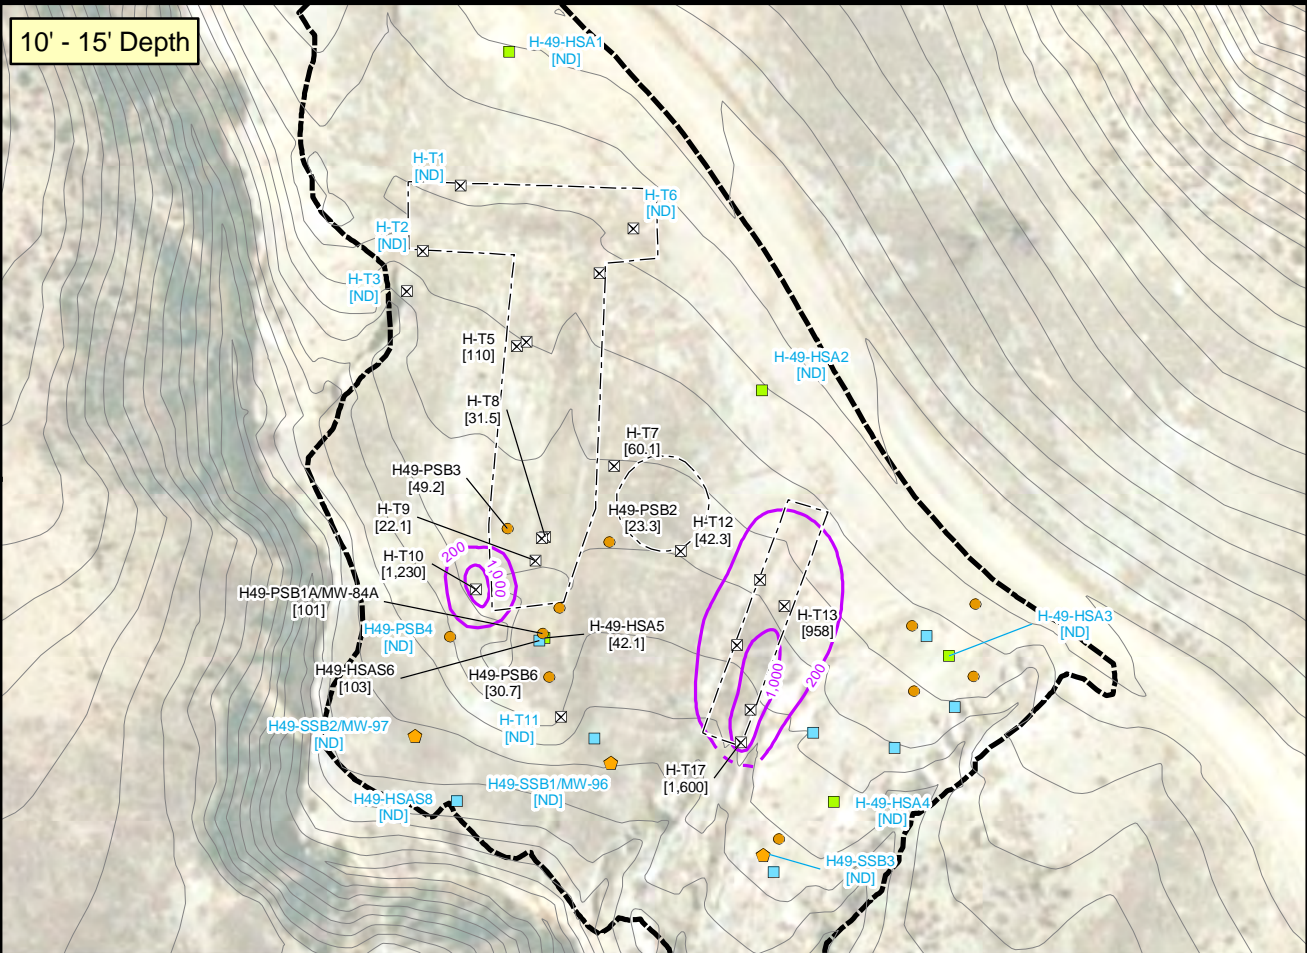 10' - 15' Depth
H-49-HSA1
[ND]
H-T1
[ND]
H-T6
[ND]
H-T2
[ND]
H-T3
[ND]
H-T5
[110]
H-49-HSA2
[ND]
H-T8
[31.5]
H-T7
[60.1]
H49-PSB3
[49.2]
H-T9
[22.1]
H49-PSB2
[23.3]
H-T12
[42.3]
H-T10
[1,230]
200
1,000
H49-PSB1A/MW-84A
[101]
H49-PSB4
[ND]
H-49-HSA5
[42.1]
H-T13
[958]
H-49-HSA3
[ND]
H49-HSAS6
[103]
H49-PSB6
[30.7]
1,000
200
H49-SSB2/MW-97
[ND]
H-T11
[ND]
H-T17
[1,600]
H49-SSB1/MW-96
[ND]
H49-HSAS8
[ND]
H-49-HSA4
[ND]
H49-SSB3
[ND]